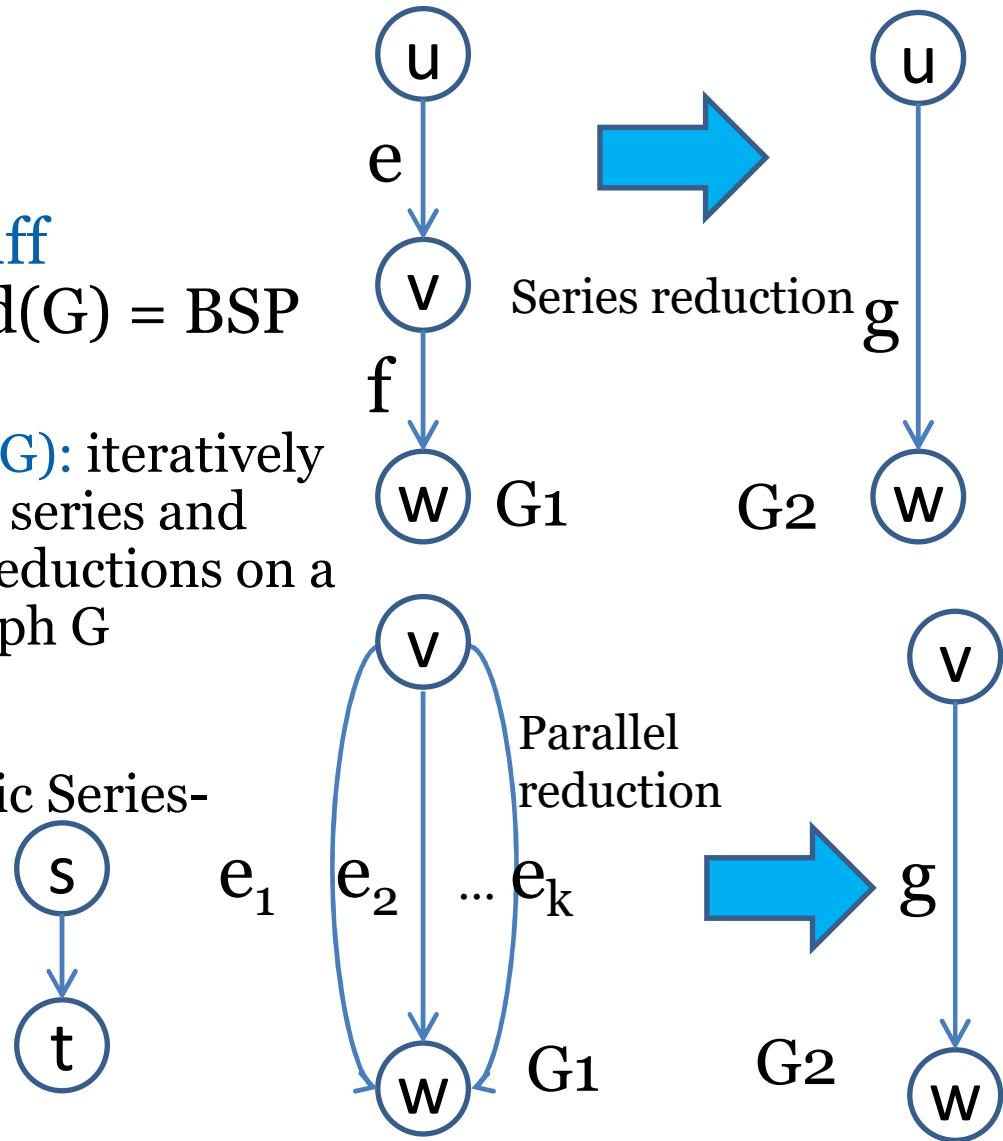 u
u
e
iff
v
Series reduction
g
d(G) = BSP
f
G): iteratively
w
G1
G2
w
series and
eductions on a
v
ph G
v
Parallel
reduction
ic Series-
s
e1
e2
... ek
g
t
G1
G2
w
w